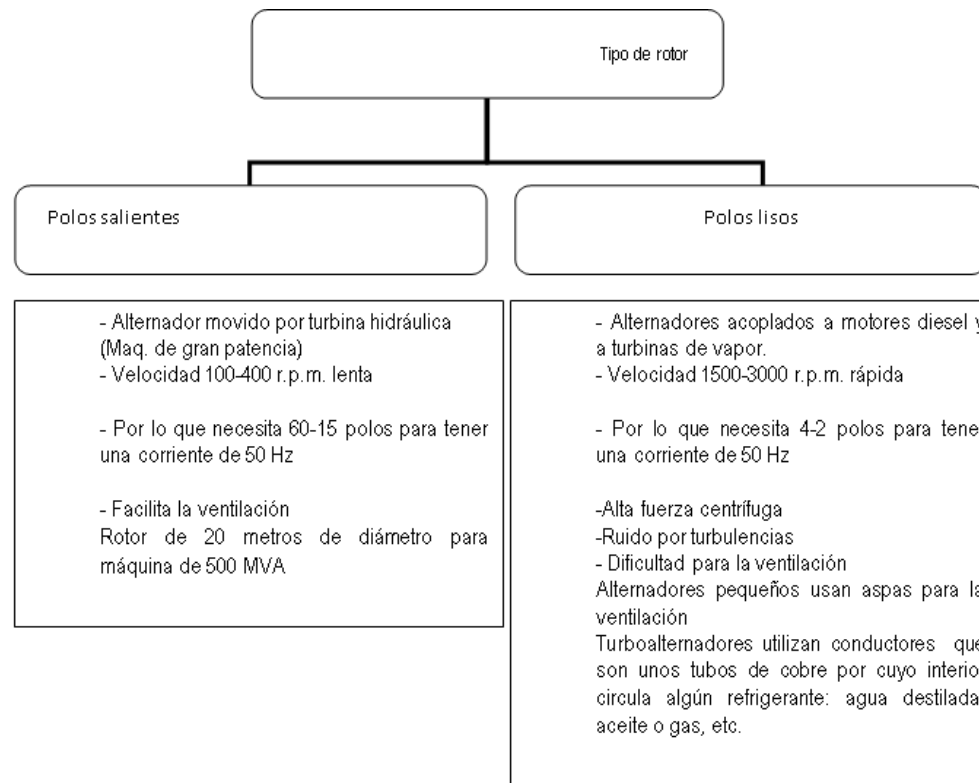 Tipo de rotor
Polos salientes
Polos lisos
- Alternador movido por turbina hidráulica
(Maq. de gran patencia)
- Velocidad 100-400 r.p.m. lenta
- Por lo que necesita 60-15 polos para tener
una corriente de 50 Hz
- Facilita la ventilación
Rotor de 20 metros de diámetro para
máquina de 500 MVA
- Alternadores acoplados a motores diesel y
a turbinas de vapor.
- Velocidad 1500-3000 r.p.m. rápida
- Por lo que necesita 4-2 polos para tene
una corriente de 50 Hz
-Alta fuerza centrífuga
-Ruido por turbulencias
- Dificultad para la ventilación
Alternadores pequeños usan aspas para la
ventilación
Turboalternadores utilizan conductores que
son unos tubos de cobre por cuyo interio
circula algún refrigerante: agua destilada
aceite o gas, etc.